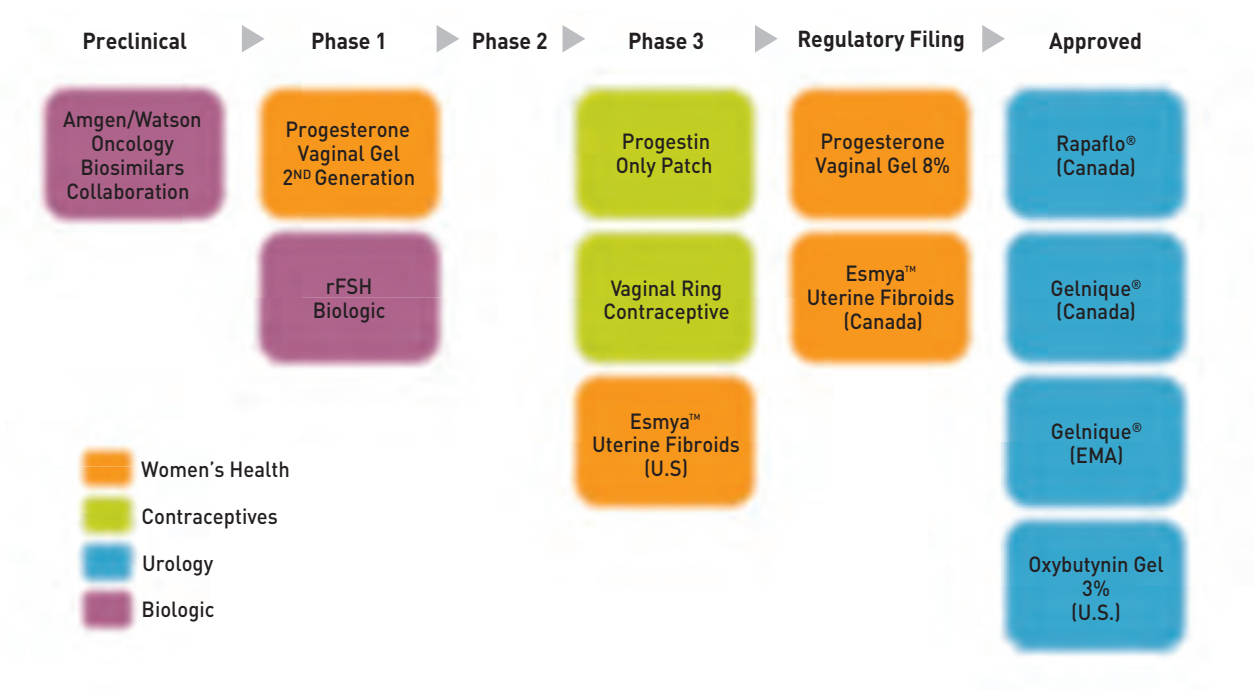 Preclinical
Phase 1
Phase 2
Phase 3
Regulatory Filing
Approved
Amgen/Watson
Oncology
Biosimilars
Collaboration
Progesterone
Vaginal Gel
2ND Generation
rFSH
Biologic
Progestin
Only Patch
Vaginal Ring
Contraceptive
Esmya™
Uterine Fibroids
(U.S)
Progesterone
Vaginal Gel 8%
Esmya™
Uterine Fibroids
(Canada)
Rapaflo®
(Canada)
Gelnique®
(Canada)
Gelnique®
(EMA)
Oxybutynin Gel
3%
(U.S.)
Women's Health
Contraceptives
Urology
Biologic